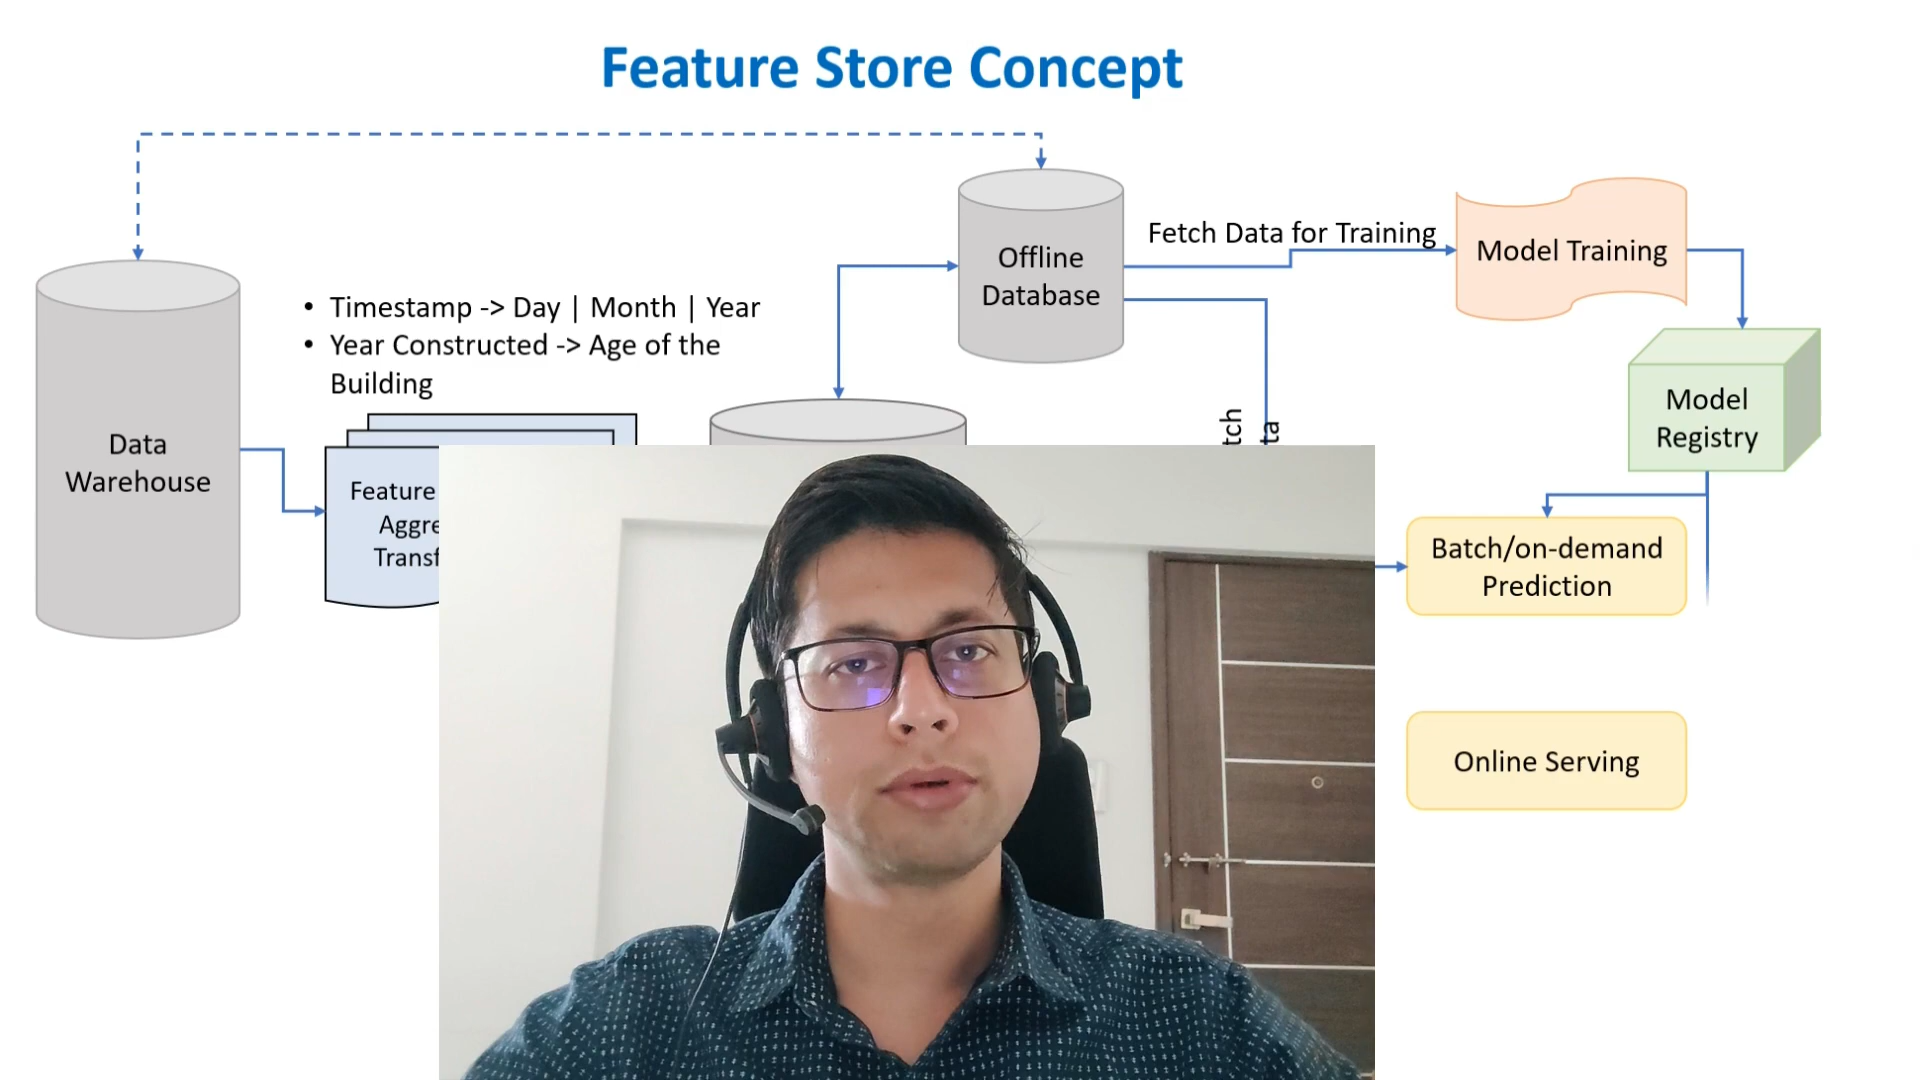 Feature Store Concept
Fetch Data for Training
Offline
Database
Model Training
• Timestamp -> Day | Month | Year
• Year Constructed -> Age of the
Building
Model
Registry
Data
Warehouse
Feature
Batch/on-demand
Prediction
Online Serving